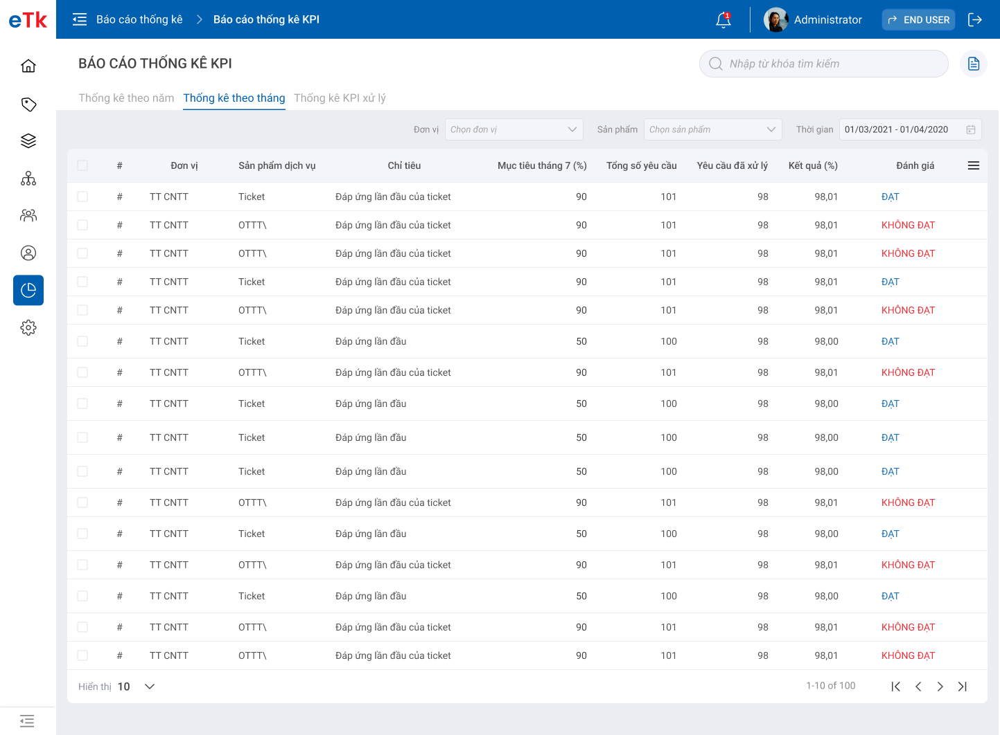 eTk
Báo cáo thống kê > Báo cáo thống kê KPI
1
Administrator
END USER
BÁO CÁO THỐNG KÊ KPI
Nhập từ khóa tìm kiếm
Thống kê theo năm Thống kê theo tháng Thống kê KPI xử lý
Đơn vị Chọn đơn vị Sản phẩm Chọn sản phẩm Thời gian 01/03/2021 - 01/04/2020
# Đơn vị Sản phẩm dịch vụ Chỉ tiêu Mục tiêu tháng 7 (%) Tổng số yêu cầu Yêu cầu đã xử lý Kết quả (%) Đánh giá
# TT CNTT Ticket Đáp ứng lần đầu của ticket 90 101 98 98,01 ĐẠT
# TT CNTT OTTT\ Đáp ứng lần đầu của ticket 90 101 98 98,01 KHÔNG ĐẠT
# TT CNTT OTTT\ Đáp ứng lần đầu của ticket 90 101 98 98,01 KHÔNG ĐẠT
# TT CNTT Ticket Đáp ứng lần đầu của ticket 90 101 98 98,01 ĐẠT
# TT CNTT OTTT\ Đáp ứng lần đầu của ticket 90 101 98 98,01 KHÔNG ĐẠT
# TT CNTT Ticket Đáp ứng lần đầu 50 100 98 98,00 ĐẠT
# TT CNTT OTTT\ Đáp ứng lần đầu của ticket 90 101 98 98,01 KHÔNG ĐẠT
# TT CNTT Ticket Đáp ứng lần đầu 50 100 98 98,00 ĐẠT
# TT CNTT Ticket Đáp ứng lần đầu 50 100 98 98,00 ĐẠT
# TT CNTT Ticket Đáp ứng lần đầu 50 100 98 98,00 ĐẠT
# TT CNTT OTTT\ Đáp ứng lần đầu của ticket 90 101 98 98,01 KHÔNG ĐẠT
# TT CNTT Ticket Đáp ứng lần đầu 50 100 98 98,00 ĐẠT
# TT CNTT OTTT\ Đáp ứng lần đầu của ticket 90 101 98 98,01 KHÔNG ĐẠT
# TT CNTT Ticket Đáp ứng lần đầu 50 100 98 98,00 ĐẠT
# TT CNTT OTTT\ Đáp ứng lần đầu của ticket 90 101 98 98,01 KHÔNG ĐẠT
# TT CNTT OTTT\ Đáp ứng lần đầu của ticket 90 101 98 98,01 KHÔNG ĐẠT
Hiển thị 10 1-10 of 100